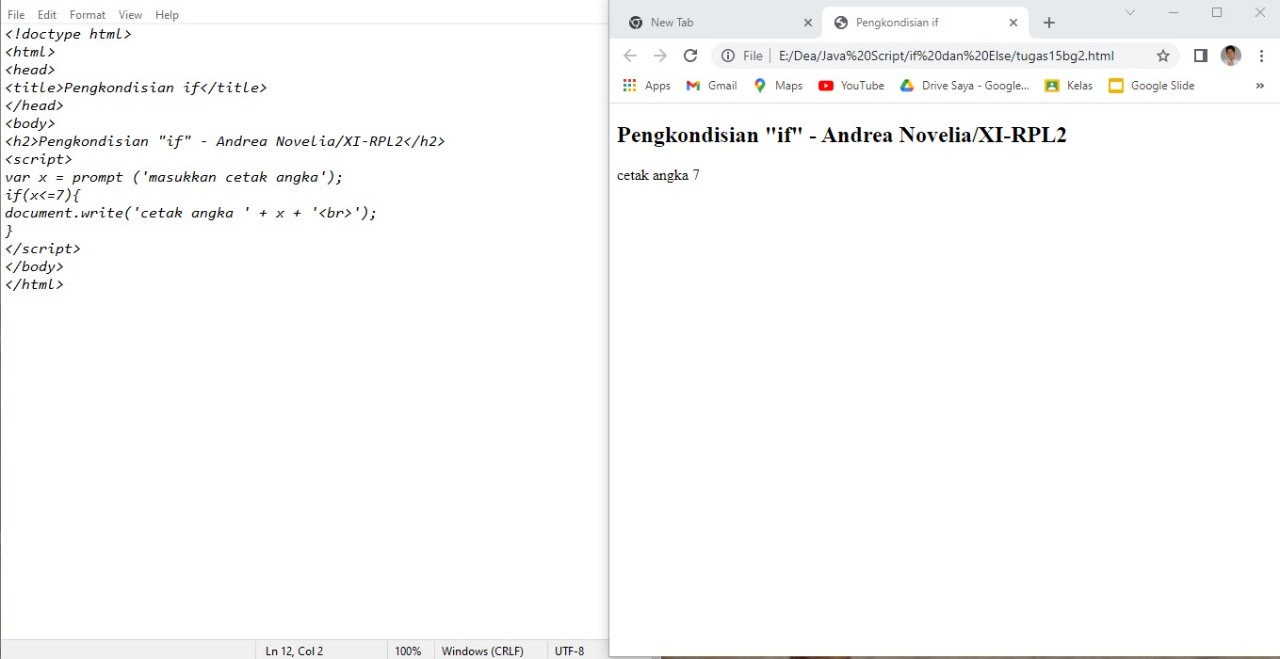 File Edit Format View Help
<!doctype html>
<html>
<head>
<title>Pengkondisian if</title>
</head>
<body>
<h2>Pengkondisian "if" - Andrea Novelia/XI-RPL2</h2>
<script>
var x = prompt ('masukkan cetak angka');
if(x<=7){
document.write('cetak angka ' + x + '<br>');
}
</script>
</body>
</html>
Ln 12, Col 2 100% Windows (CRLF) UTF-8
New Tab Pengkondisian if
File E:/Dea/Java%20Script/if%20dan%20Else/tugas15bg2.html
Apps Gmail Maps YouTube Drive Saya - Google... Kelas Google Slide »
Pengkondisian "if" - Andrea Novelia/XI-RPL2
cetak angka 7